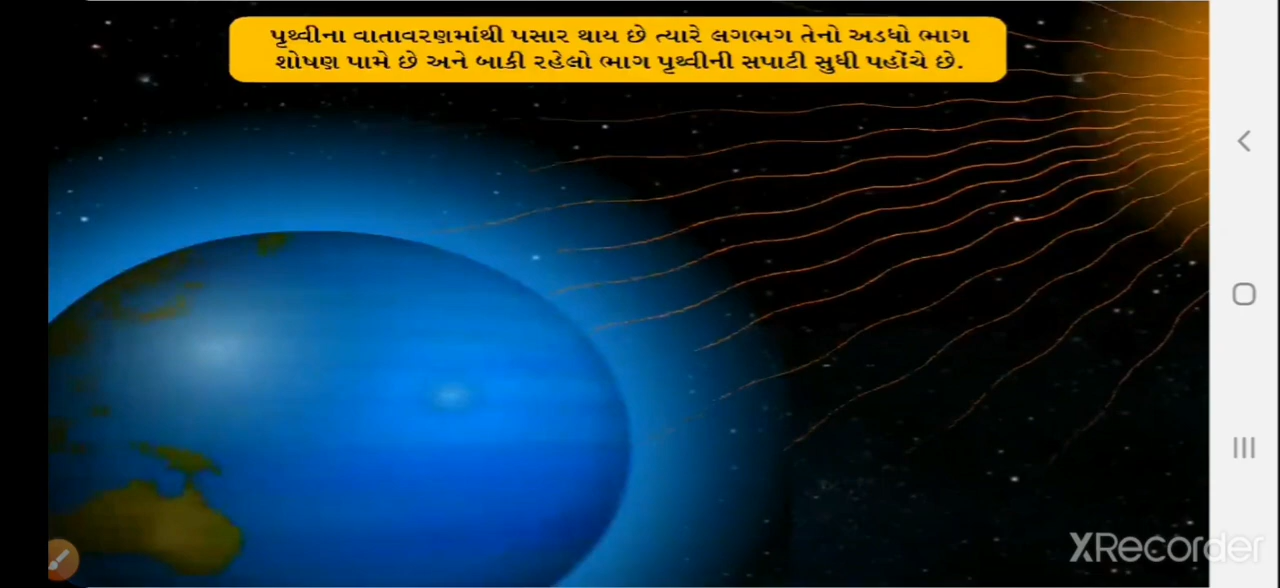 પૃથ્વીના વાતાવરણમાંથી પસાર થાય છે ત્યારે લગભગ તેનો અડધો ભાગ
શોષણ પામે છે અને બાકી રહેલો ભાગ પૃથ્વીની સપાટી સુધી પહોંચે છે.
XRecorder